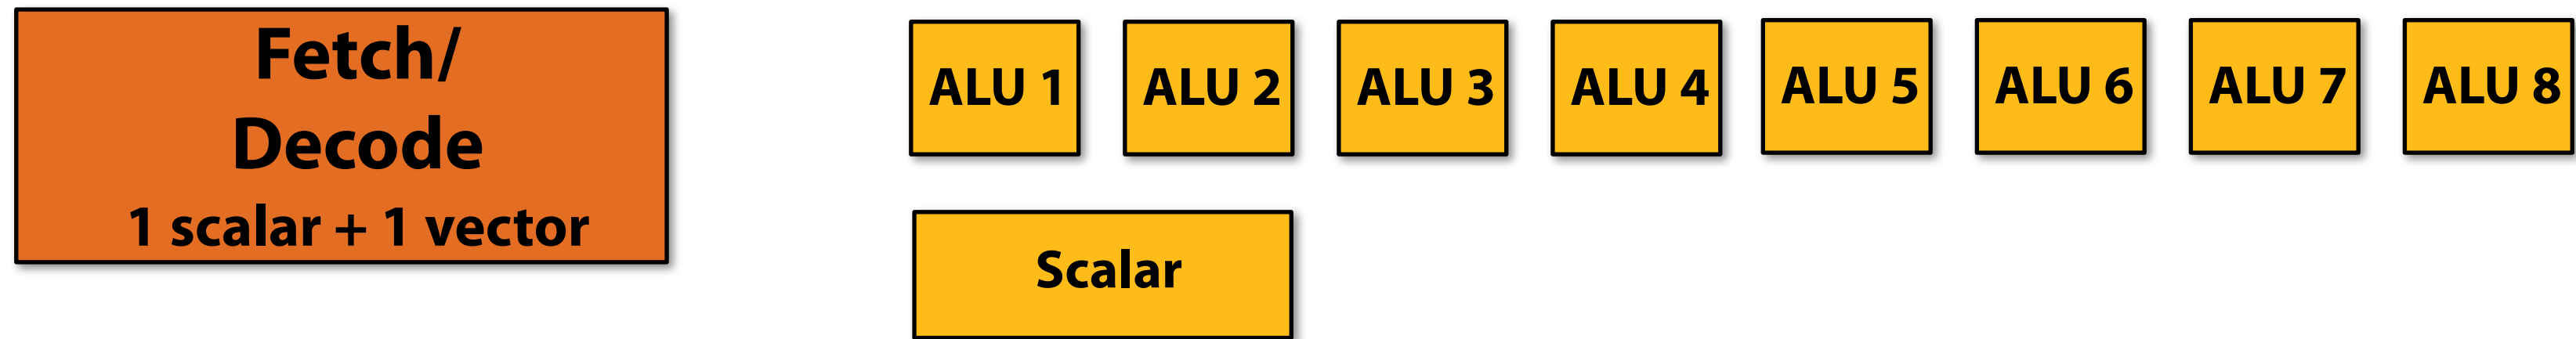 Fetch/
Decode
1 scalar + 1 vector
ALU 1
ALU 2
ALU 3
ALU 4
ALU 5
ALU 6
ALU 7
ALU 8
Scalar